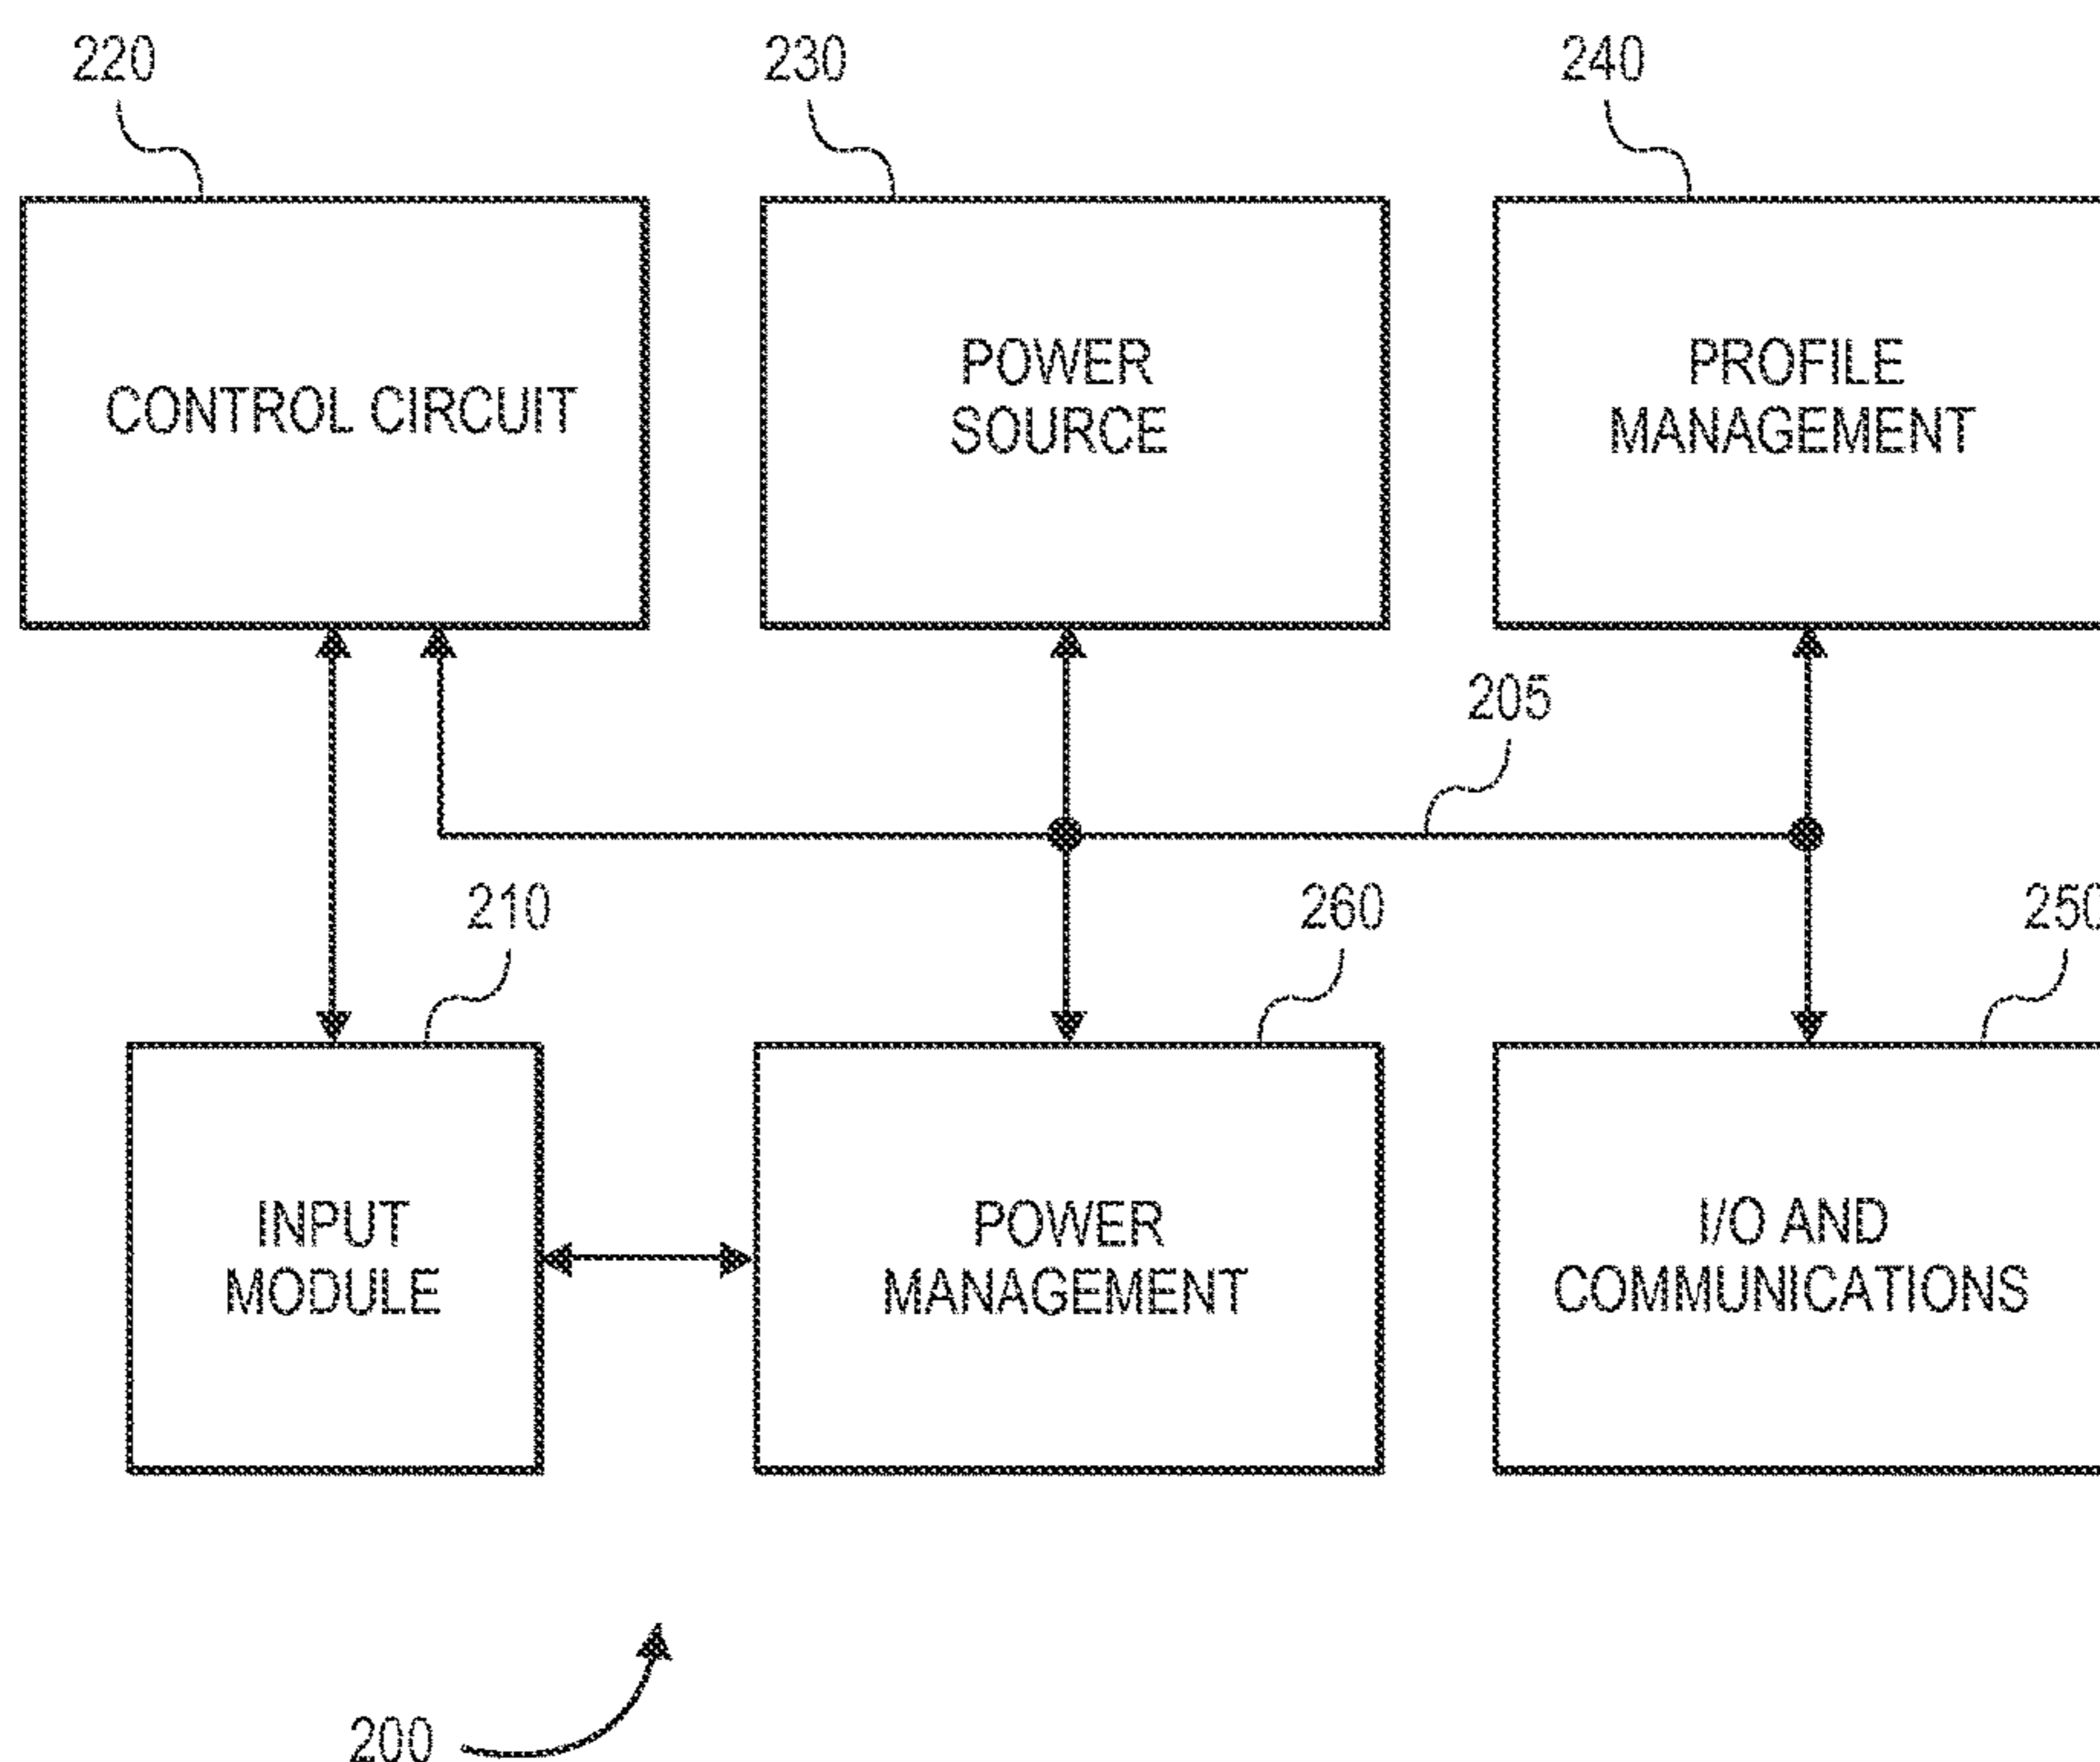 220
230
240
CONTROL CIRCUIT
POWER
SOURCE
PROFILE
MANAGEMENT
205
210
260
250
INPUT
MODULE
POWER
MANAGEMENT
I/O AND
COMMUNICATIONS
200